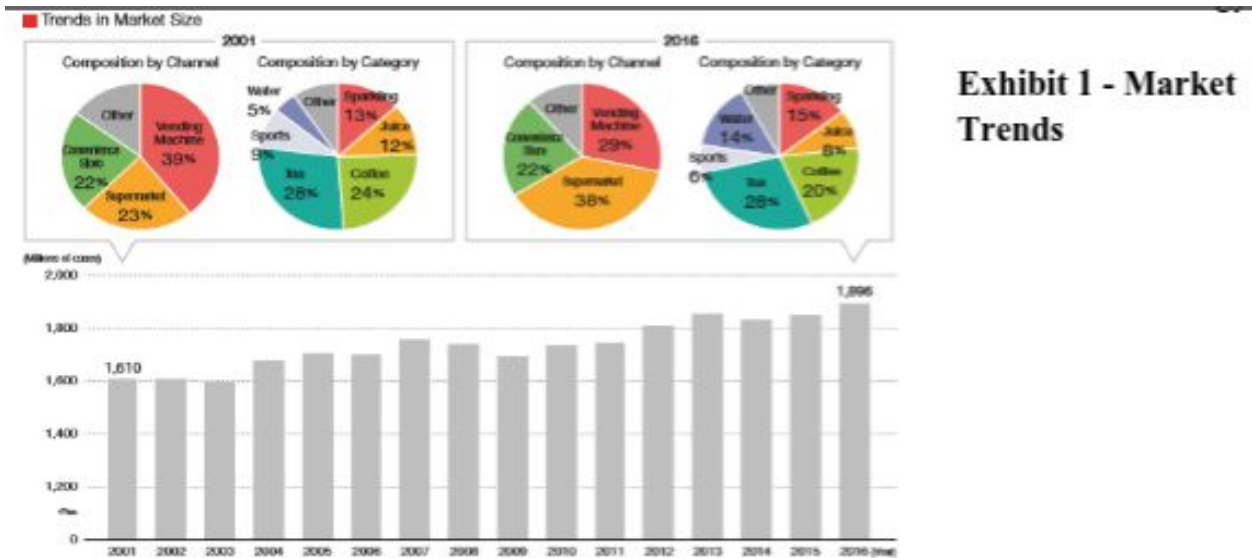 Trends in Market Size
2001
Composition by Channel
Other
Vending
Machine
39%
Convenience
Store
22%
Supermarket
23%
Composition by Category
Water
5%
Other
Sparkling
13%
Juice
12%
Sports
9%
Tea
28%
Coffee
24%
2016
Composition by Channel
Other
Vending
Machine
29%
Convenience
Store
22%
Supermarket
38%
Composition by Category
Other
Sparkling
15%
Water
14%
Juice
8%
Sports
6%
Tea
28%
Coffee
20%
Exhibit 1 - Market
Trends
(Millions of cases)
2,000
1,896
1,800
1,610
1,600
1,400
1,200
0
2001 2002 2003 2004 2005 2006 2007 2008 2009 2010 2011 2012 2013 2014 2015 2016 (Year)